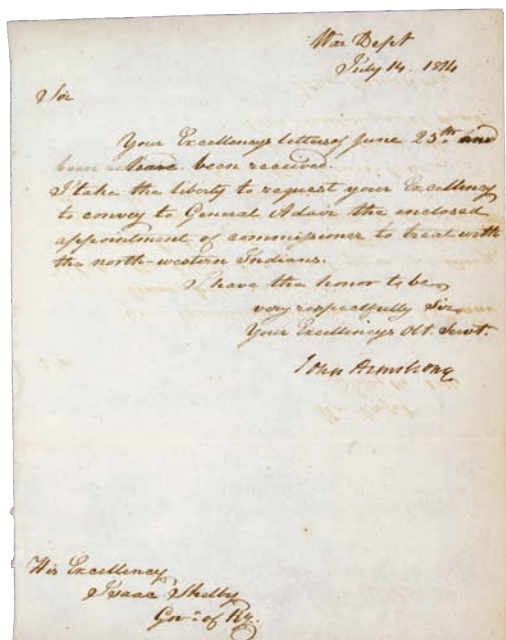 War Dept
July 14. 1814
Sir
Your Excellencys letters of June 25th
have been received.
I take the liberty to request your Excellency
to convey to General Adair the enclosed
appointment of commissioner to treat with
the north-western Indians.
I have the honor to be,
very respectfully Sir,
Your Excellencys Obt. Servt.
John Armstrong
His Excellency
Isaac Shelby
Govr. of Ky.